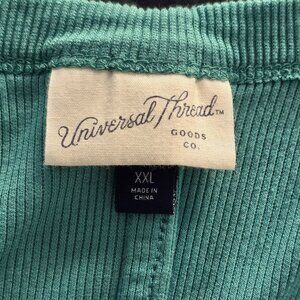 Universal Thread™
GOODS
CO.
XXL
MADE IN
CHINA